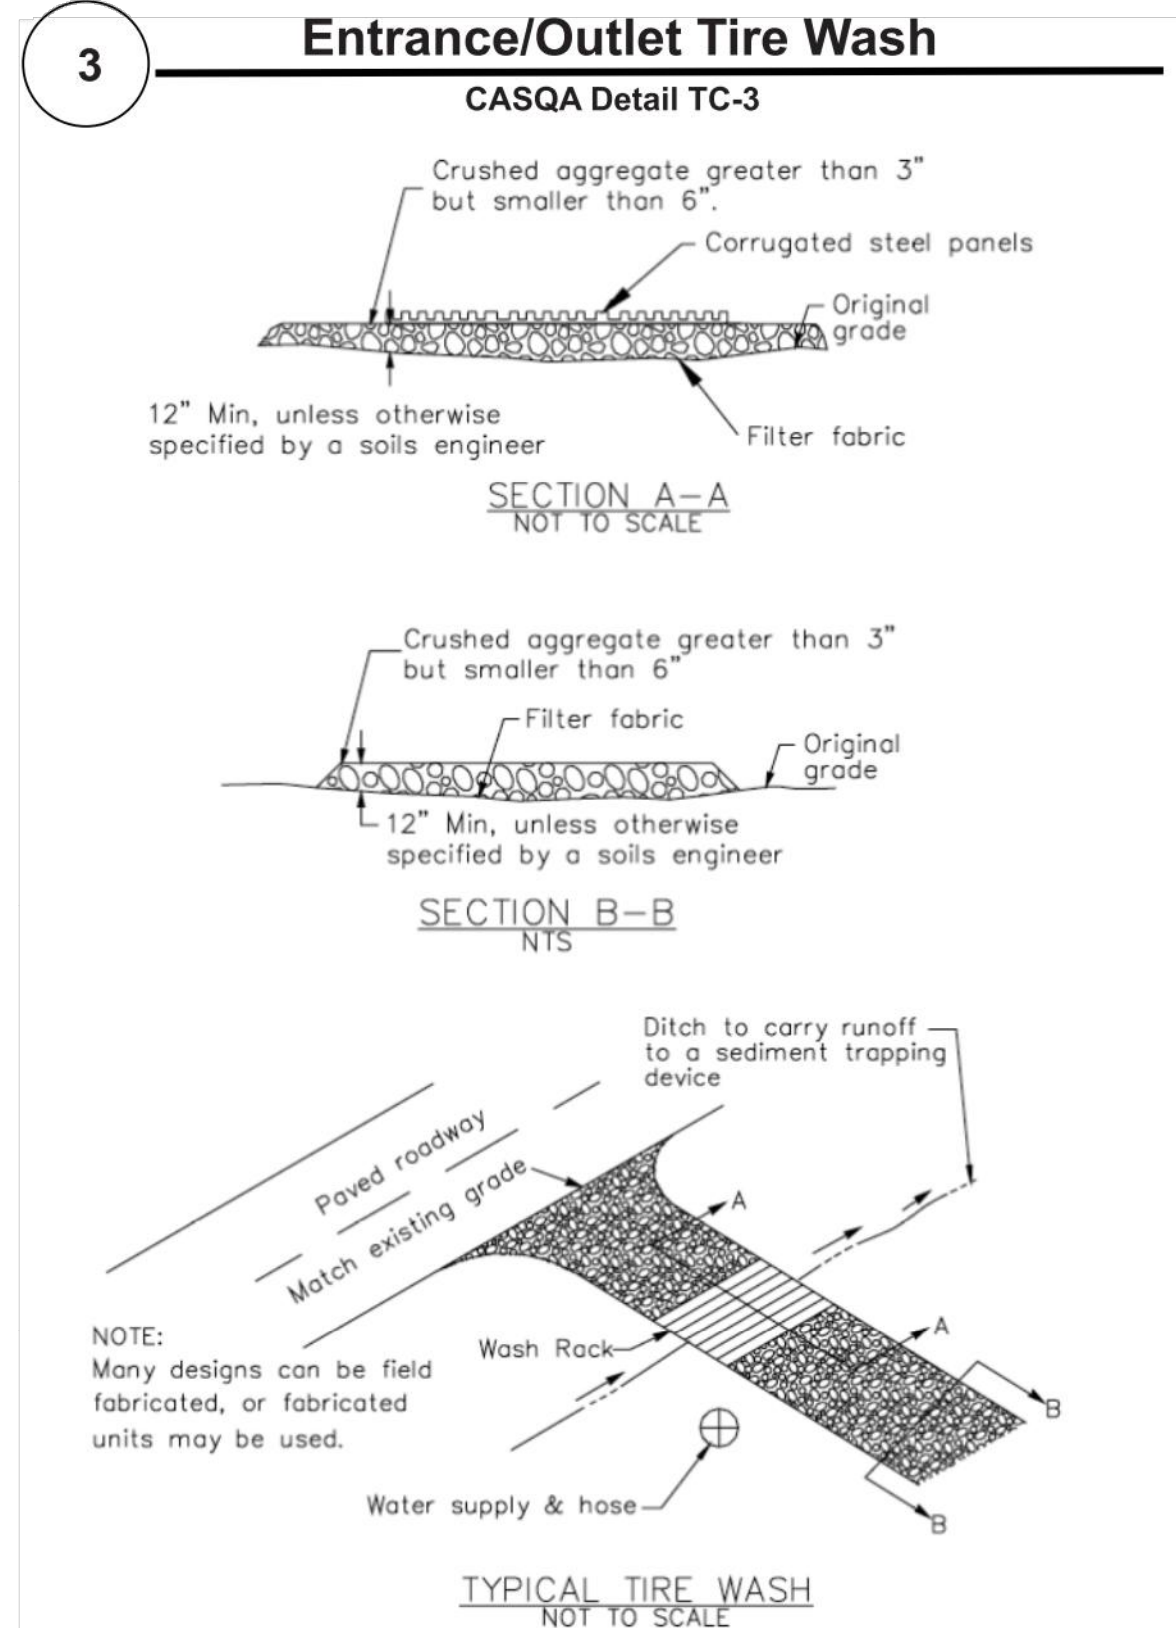 3
Entrance/Outlet Tire Wash
CASQA Detail TC-3
Crushed aggregate greater than 3"
but smaller than 6".
Corrugated steel panels
Original
grade
12" Min, unless otherwise
specified by a soils engineer
Filter fabric
SECTION A-A
NOT TO SCALE
Crushed aggregate greater than 3"
but smaller than 6"
Filter fabric
Original
grade
12" Min, unless otherwise
specified by a soils engineer
SECTION B-B
NTS
Ditch to carry runoff
to a sediment trapping
device
Paved roadway
Match existing grade
A
A
B
B
Wash Rack
NOTE:
Many designs can be field
fabricated, or fabricated
units may be used.
Water supply & hose
TYPICAL TIRE WASH
NOT TO SCALE